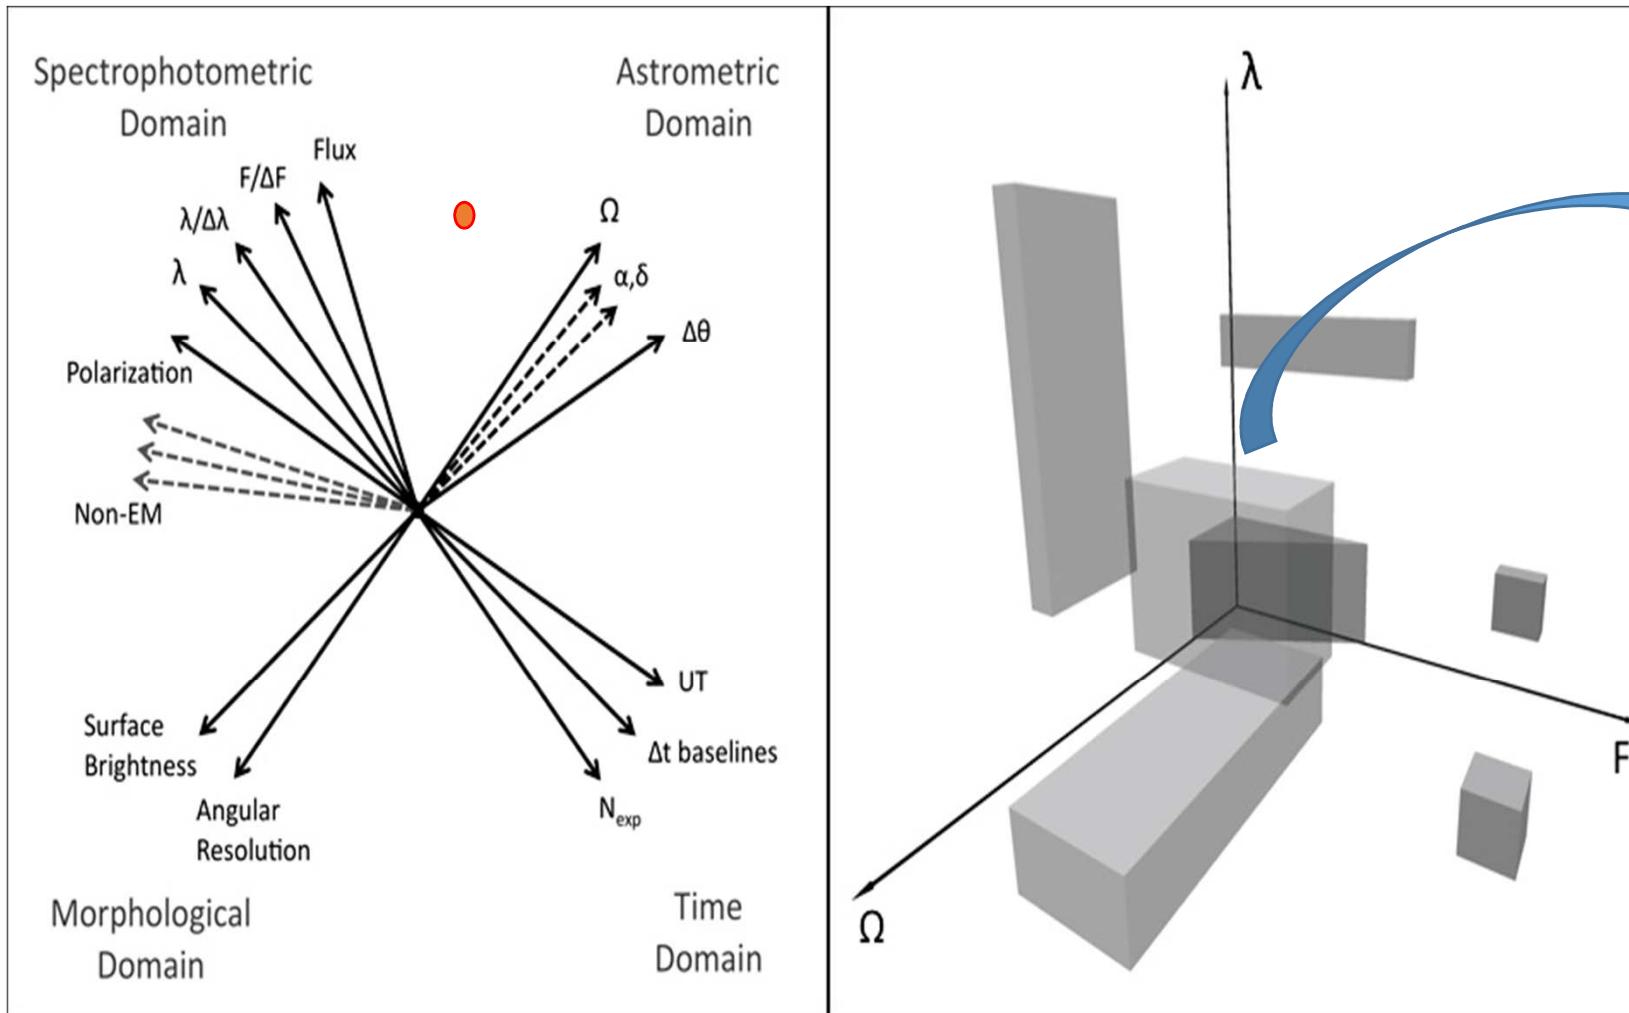 Spectrophotometric
Domain
Astrometric
Domain
Flux
F/ΔF
λ/Δλ
λ
Polarization
Non-EM
Ω
α,δ
Δθ
Surface
Brightness
Angular
Resolution
UT
Δt baselines
Nexp
Morphological
Domain
Time
Domain
λ
F
Ω